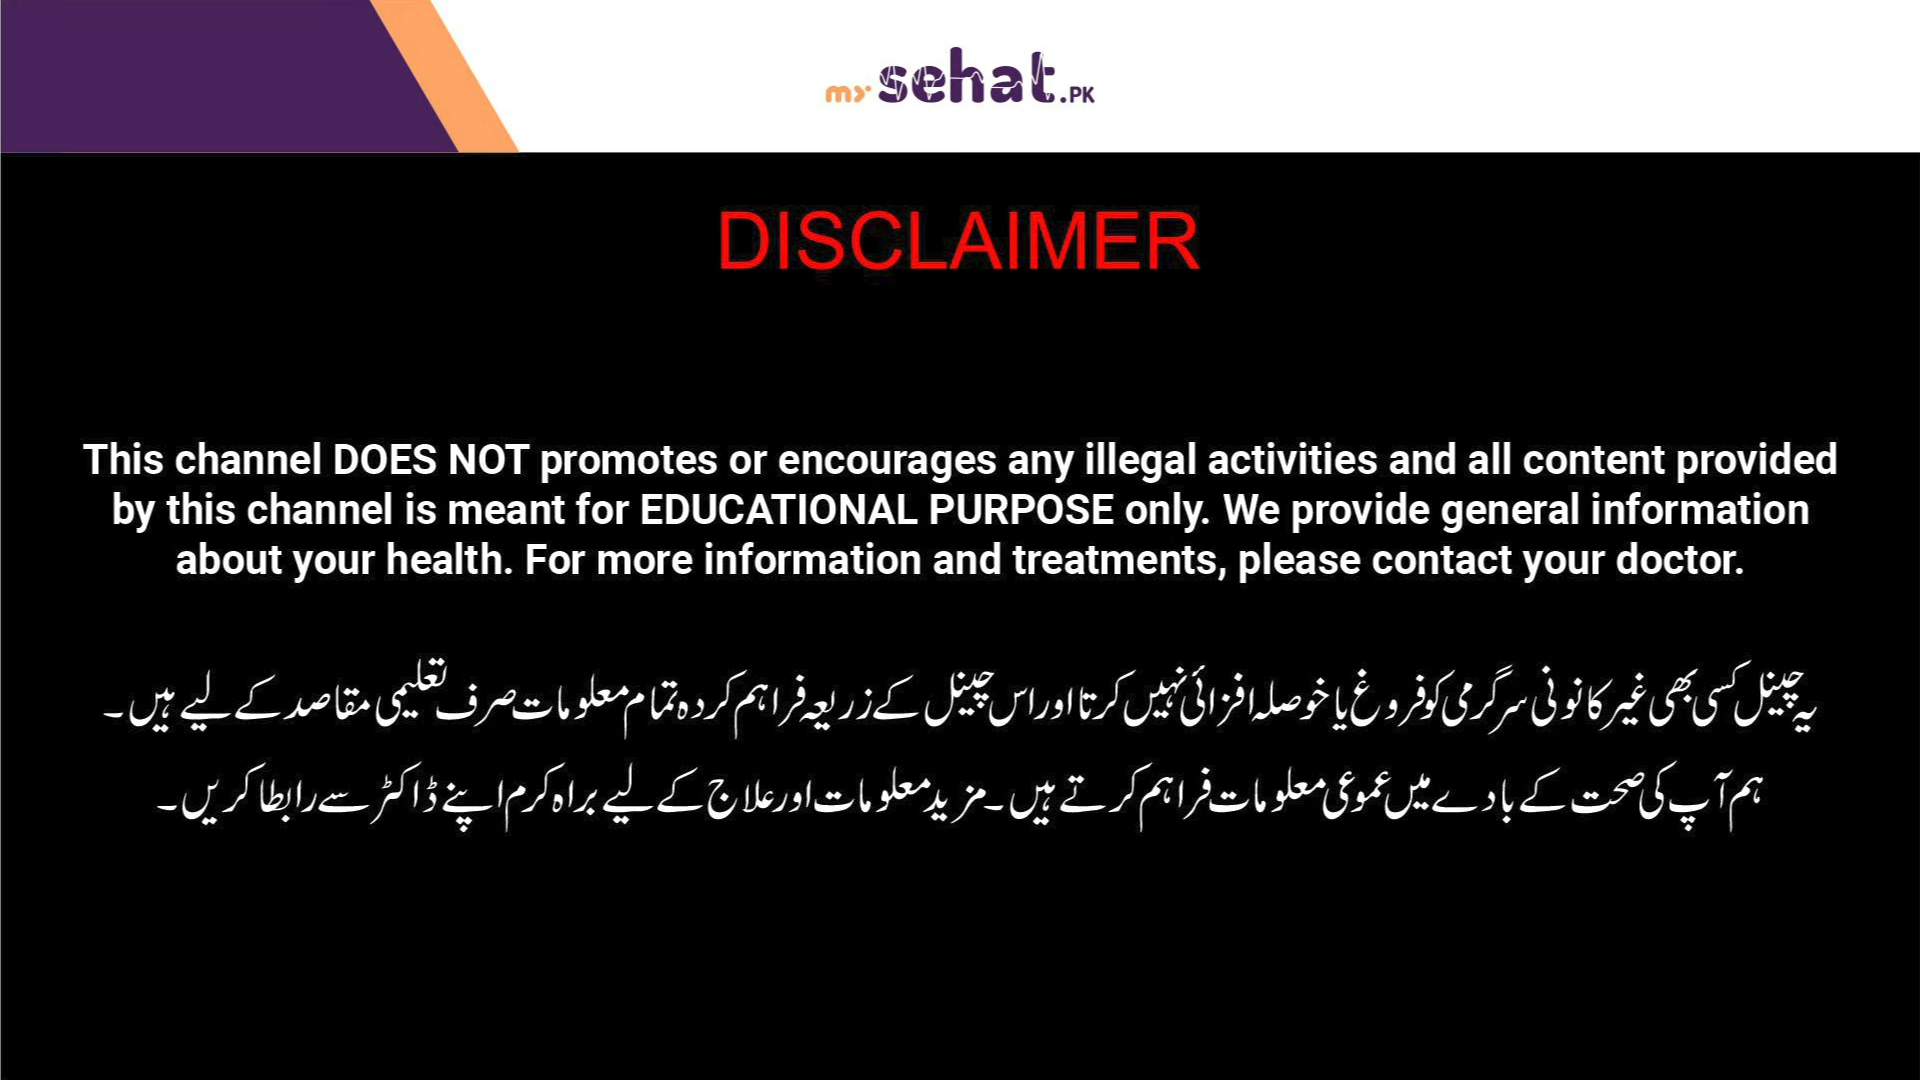 my sehat.PK
DISCLAIMER
This channel DOES NOT promotes or encourages any illegal activities and all content provided
by this channel is meant for EDUCATIONAL PURPOSE only. We provide general information
about your health. For more information and treatments, please contact your doctor.
یہ چینل کسی بھی غیر کانونی سرگرمی کو فروغ یا خوصلہ افزائی نہیں کرتا اور اس چینل کے زریعہ فراہم کردہ تمام معلومات صرف تعلیمی مقاصد کے لیے ہیں۔
ہم آپ کی صحت کے بادے میں عموعی معلومات فراہم کرتے ہیں۔ مزید معلومات اور علاج کے لیے براہ کرم اپنے ڈاکٹر سے رابطا کریں۔